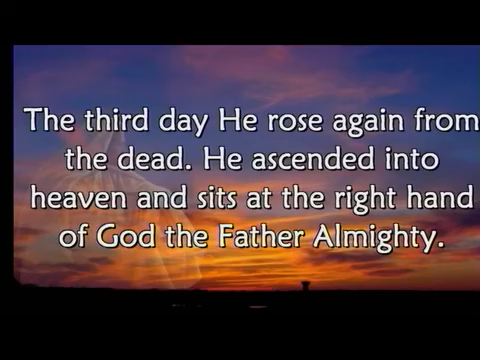 The third day He rose again from
the dead. He ascended into
heaven and sits at the right hand
of God the Father Almighty.